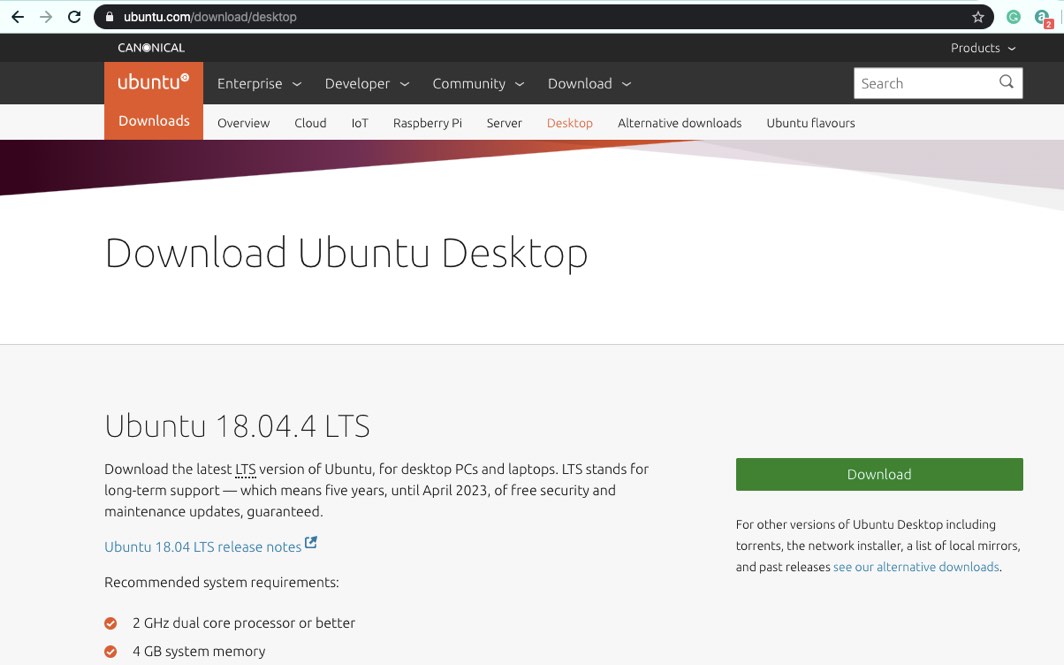 ubuntu.com/download/desktop
2
CANONICAL
Products
ubuntu
Enterprise
Developer
Community
Download
Search
Downloads
Overview
Cloud
IoT
Raspberry Pi
Server
Desktop
Alternative downloads
Ubuntu flavours
Download Ubuntu Desktop
Ubuntu 18.04.4 LTS
Download the latest LTS version of Ubuntu, for desktop PCs and laptops. LTS stands for
long-term support — which means five years, until April 2023, of free security and
maintenance updates, guaranteed.
Ubuntu 18.04 LTS release notes
Recommended system requirements:
2 GHz dual core processor or better
4 GB system memory
Download
For other versions of Ubuntu Desktop including
torrents, the network installer, a list of local mirrors,
and past releases see our alternative downloads.